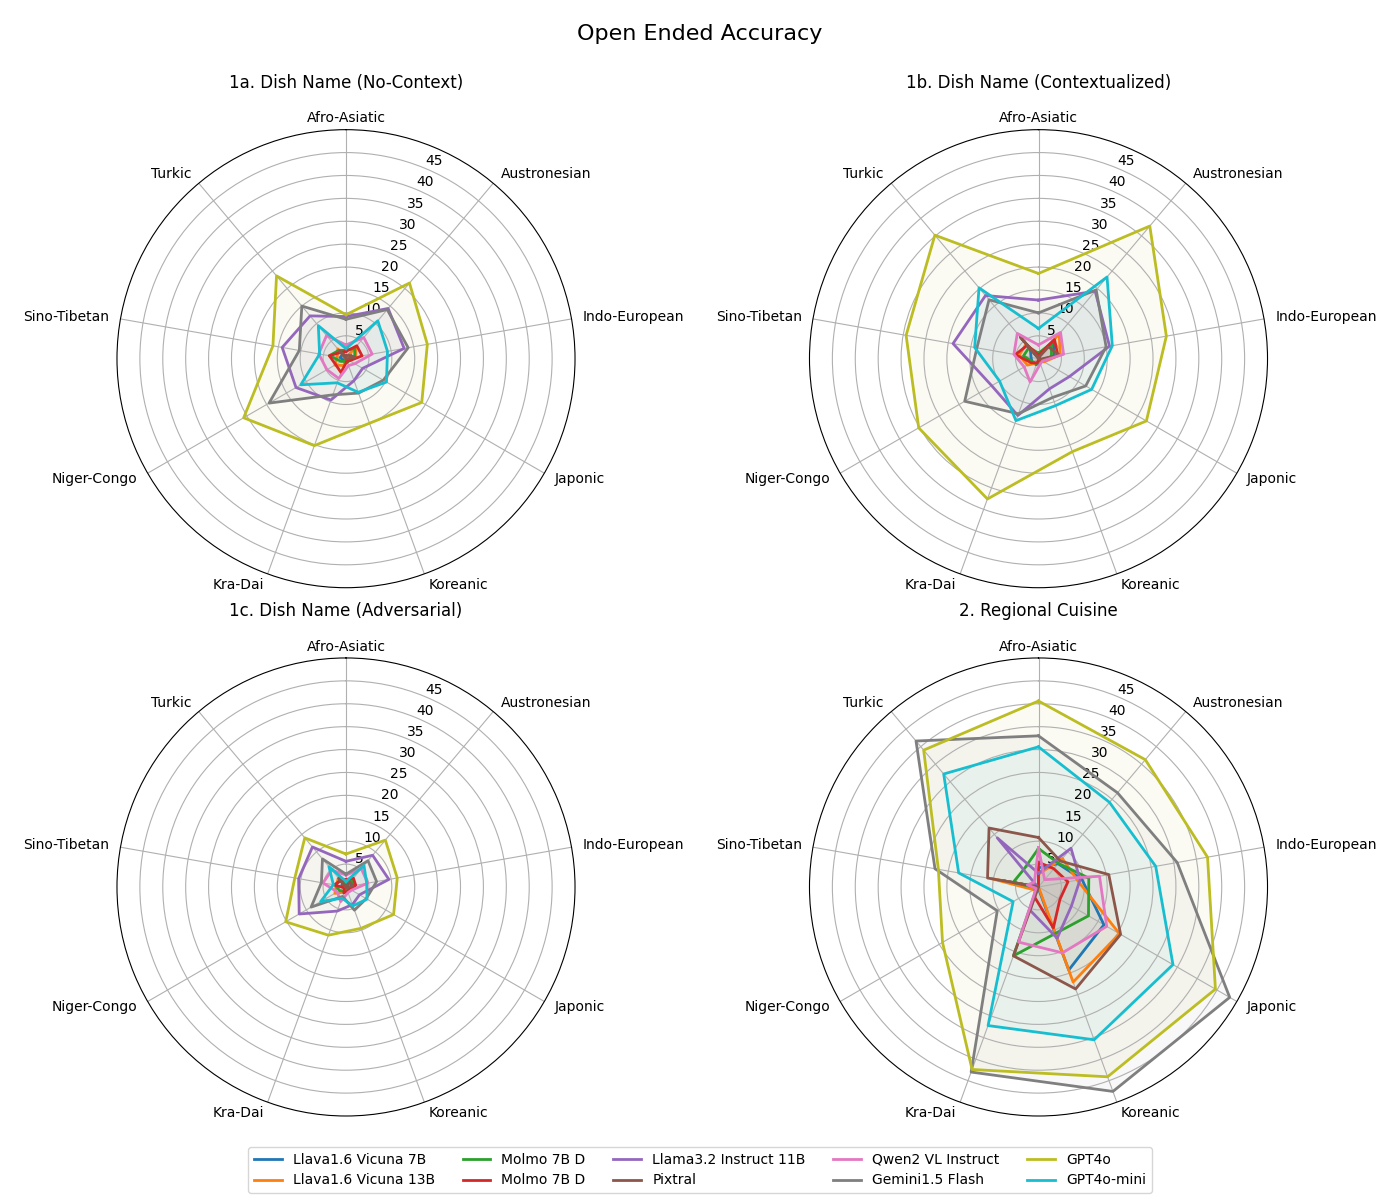 Open Ended Accuracy
1a. Dish Name (No-Context)
Afro-Asiatic
Austronesian
Indo-European
Japonic
Koreanic
Kra-Dai
Niger-Congo
Sino-Tibetan
Turkic
5
10
15
20
25
30
35
40
45
1b. Dish Name (Contextualized)
Afro-Asiatic
Austronesian
Indo-European
Japonic
Koreanic
Kra-Dai
Niger-Congo
Sino-Tibetan
Turkic
5
10
15
20
25
30
35
40
45
1c. Dish Name (Adversarial)
Afro-Asiatic
Austronesian
Indo-European
Japonic
Koreanic
Kra-Dai
Niger-Congo
Sino-Tibetan
Turkic
5
10
15
20
25
30
35
40
45
2. Regional Cuisine
Afro-Asiatic
Austronesian
Indo-European
Japonic
Koreanic
Kra-Dai
Niger-Congo
Sino-Tibetan
Turkic
5
10
15
20
25
30
35
40
45
Llava1.6 Vicuna 7B
Llava1.6 Vicuna 13B
Molmo 7B D
Molmo 7B D
Llama3.2 Instruct 11B
Pixtral
Qwen2 VL Instruct
Gemini1.5 Flash
GPT4o
GPT4o-mini